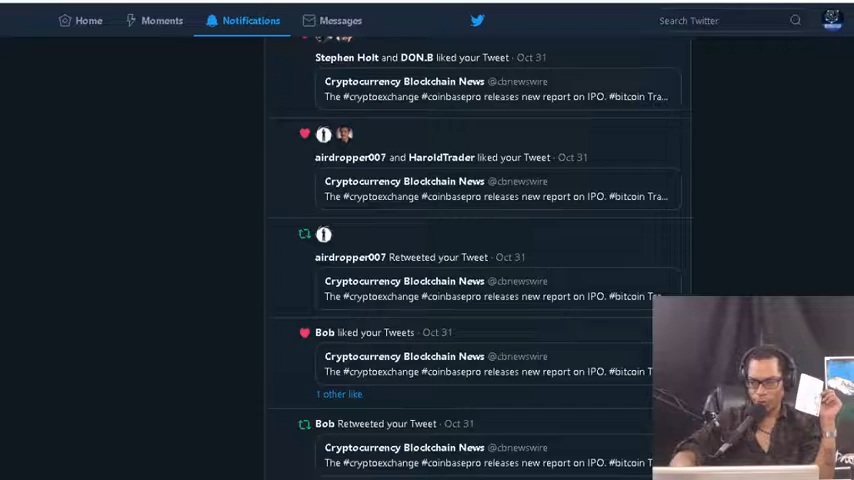 Home Moments Notifications Messages Search Twitter
Stephen Holt and DON.B liked your Tweet · Oct 31
Cryptocurrency Blockchain News @cbnewswire
The #cryptoexchange #coinbasepro releases new report on IPO. #bitcoin Tra...
airdropper007 and HaroldTrader liked your Tweet · Oct 31
Cryptocurrency Blockchain News @cbnewswire
The #cryptoexchange #coinbasepro releases new report on IPO. #bitcoin Tra...
airdropper007 Retweeted your Tweet · Oct 31
Cryptocurrency Blockchain News @cbnewswire
The #cryptoexchange #coinbasepro releases new report on IPO. #bitcoin Tra...
Bob liked your Tweets · Oct 31
Cryptocurrency Blockchain News @cbnewswire
The #cryptoexchange #coinbasepro releases new report on IPO. #bitcoin
1 other like
Bob Retweeted your Tweet · Oct 31
Cryptocurrency Blockchain News @cbnewswire
The #cryptoexchange #coinbasepro releases new report on IPO. #bitcoin